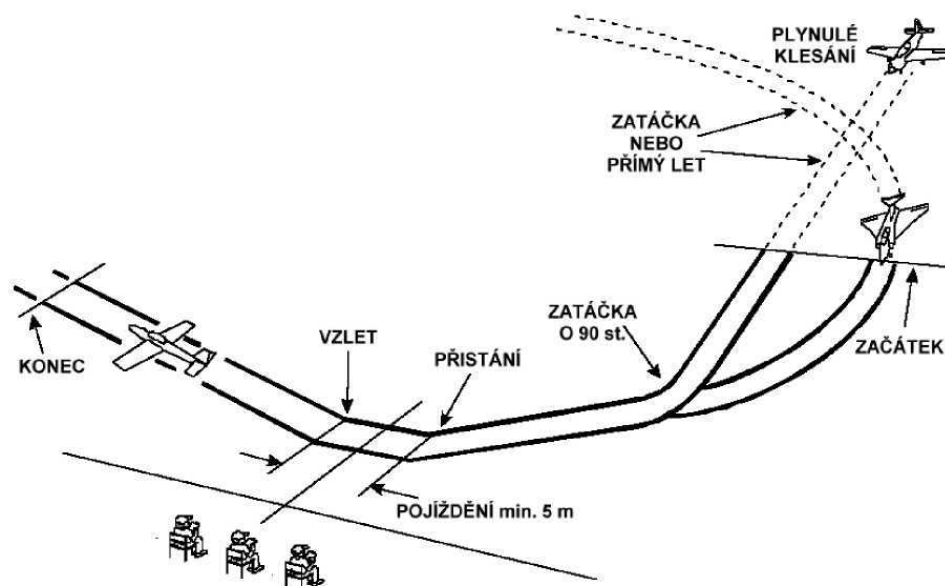 PLYNULÉ
KLESÁNÍ
ZATÁČKA
NEBO
PŘÍMÝ LET
ZATÁČKA
O 90 st.
ZAČÁTEK
VZLET
PŘISTÁNÍ
KONEC
POJÍŽDĚNÍ min. 5 m